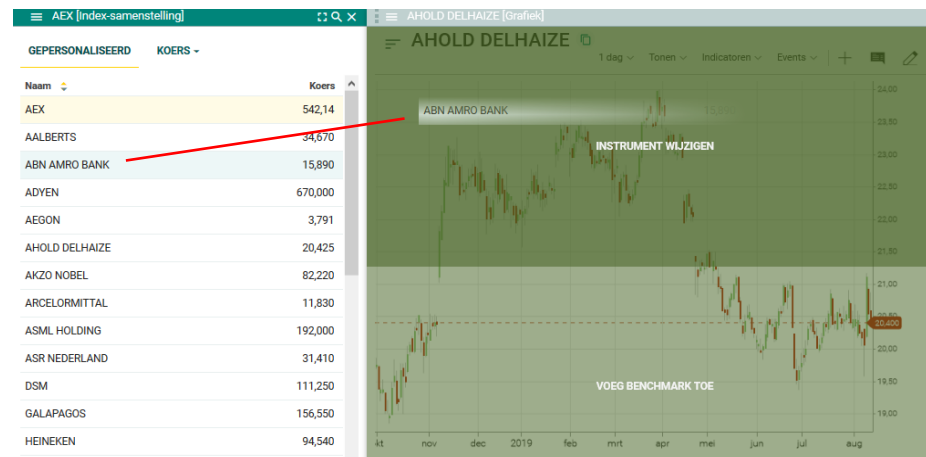 AEX [Index-samenstelling]
GEPERSONALISEERD KOERS
Naam Koers
AEX 542,14
AALBERTS 34,670
ABN AMRO BANK 15,890
ADYEN 670,000
AEGON 3,791
AHOLD DELHAIZE 20,425
AKZO NOBEL 82,220
ARCELORMITTAL 11,830
ASML HOLDING 192,000
ASR NEDERLAND 31,410
DSM 111,250
GALAPAGOS 156,550
HEINEKEN 94,540
AHOLD DELHAIZE [Grafiek]
AHOLD DELHAIZE
1 dag Tonen Indicatoren Events
ABN AMRO BANK
INSTRUMENT WIJZIGEN
VOEG BENCHMARK TOE
24,00
23,50
23,00
22,50
22,00
21,50
21,00
20,400
20,00
19,50
19,00
nov dec 2019 feb mrt apr mei jun jul aug